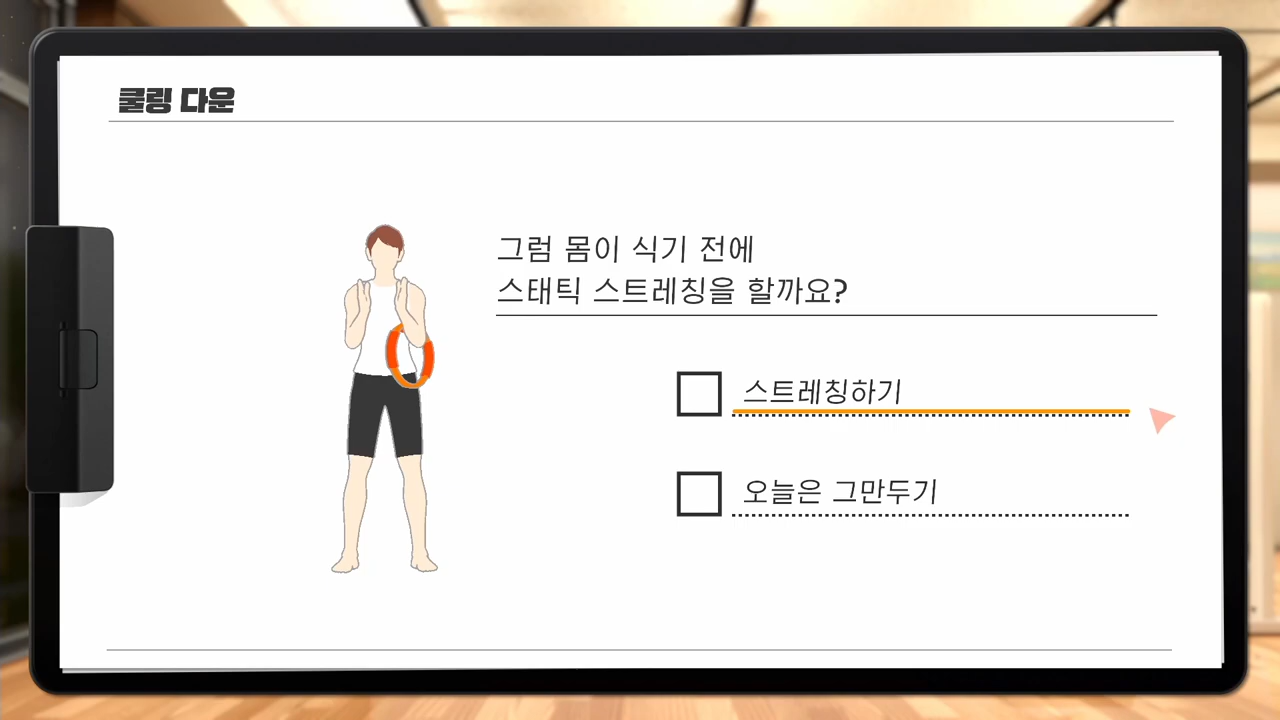 쿨링 다운
그럼 몸이 식기 전에
스태틱 스트레칭을 할까요?
스트레칭하기
오늘은 그만두기